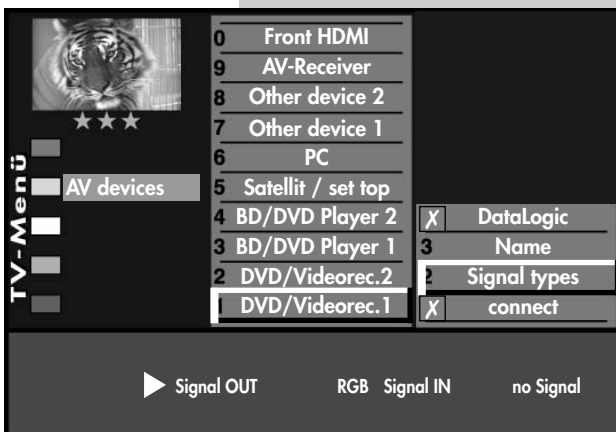 TV-Menü
AV devices
0 Front HDMI
9 AV-Receiver
8 Other device 2
7 Other device 1
6 PC
5 Satellit / set top
4 BD/DVD Player 2
3 BD/DVD Player 1
2 DVD/Videorec.2
DVD/Videorec.1
X DataLogic
3 Name
2 Signal types
X connect
Signal OUT RGB Signal IN no Signal